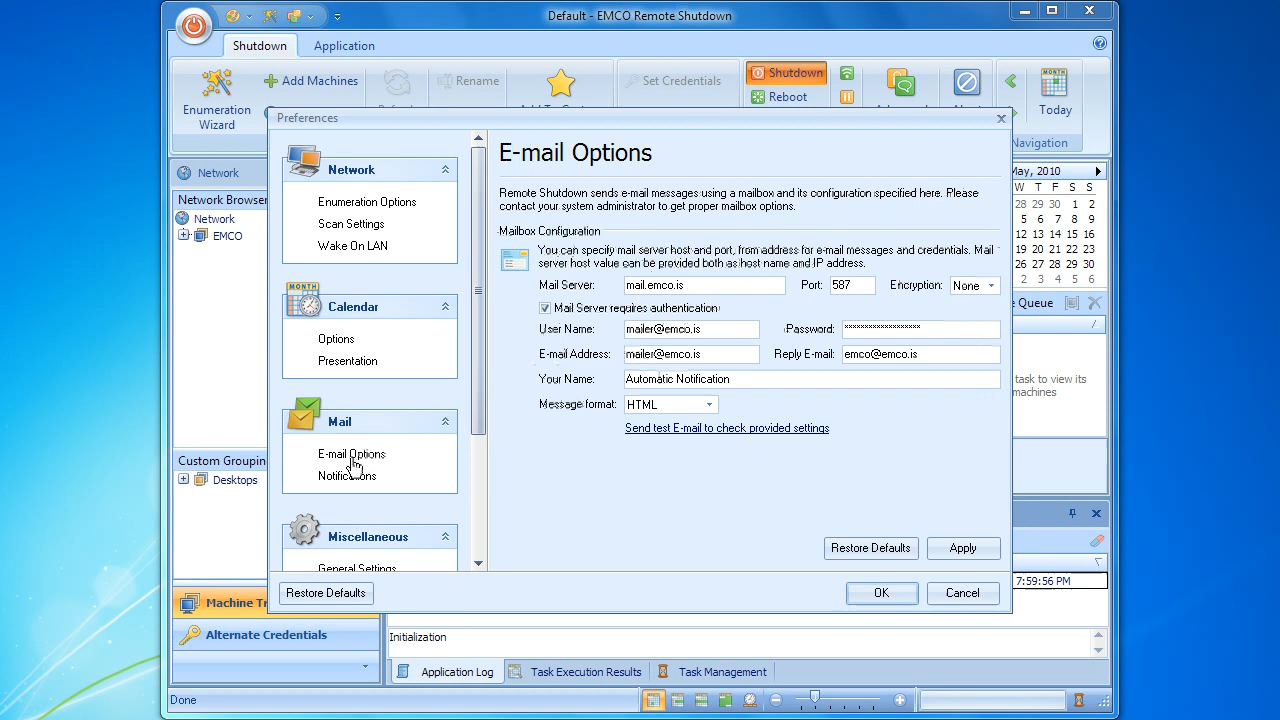 Default - EMCO Remote Shutdown
Shutdown
Application
Enumeration
Wizard
Add Machines
Rename
Set Credentials
Shutdown
Reboot
Today
Navigation
Preferences
Network
Network Browser
Network
EMCO
Custom Grouping
Desktops
Network
Enumeration Options
Scan Settings
Wake On LAN
MONTH
Calendar
Options
Presentation
Mail
E-mail Options
Notifications
Miscellaneous
General Settings
E-mail Options
Remote Shutdown sends e-mail messages using a mailbox and its configuration specified here. Please
contact your system administrator to get proper mailbox options.
Mailbox Configuration
You can specify mail server host and port, from address for e-mail messages and credentials. Mail
server host value can be provided both as host name and IP address.
Mail Server: mail.emco.is Port: 587 Encryption: None
Mail Server requires authentication
User Name: mailer@emco.is Password: ******************
E-mail Address: mailer@emco.is Reply E-mail: emco@emco.is
Your Name: Automatic Notification
Message format: HTML
Send test E-mail to check provided settings
Restore Defaults Apply
Restore Defaults OK Cancel
May, 2010
W T F S S
28 29 30 1 2
5 6 7 8 9
12 13 14 15 16
19 20 21 22 23
26 27 28 29 30
2 3 4 5 6
e Queue
task to view its
machines
7:59:56 PM
Machine Tr
Alternate Credentials
Initialization
Application Log
Task Execution Results
Task Management
Done